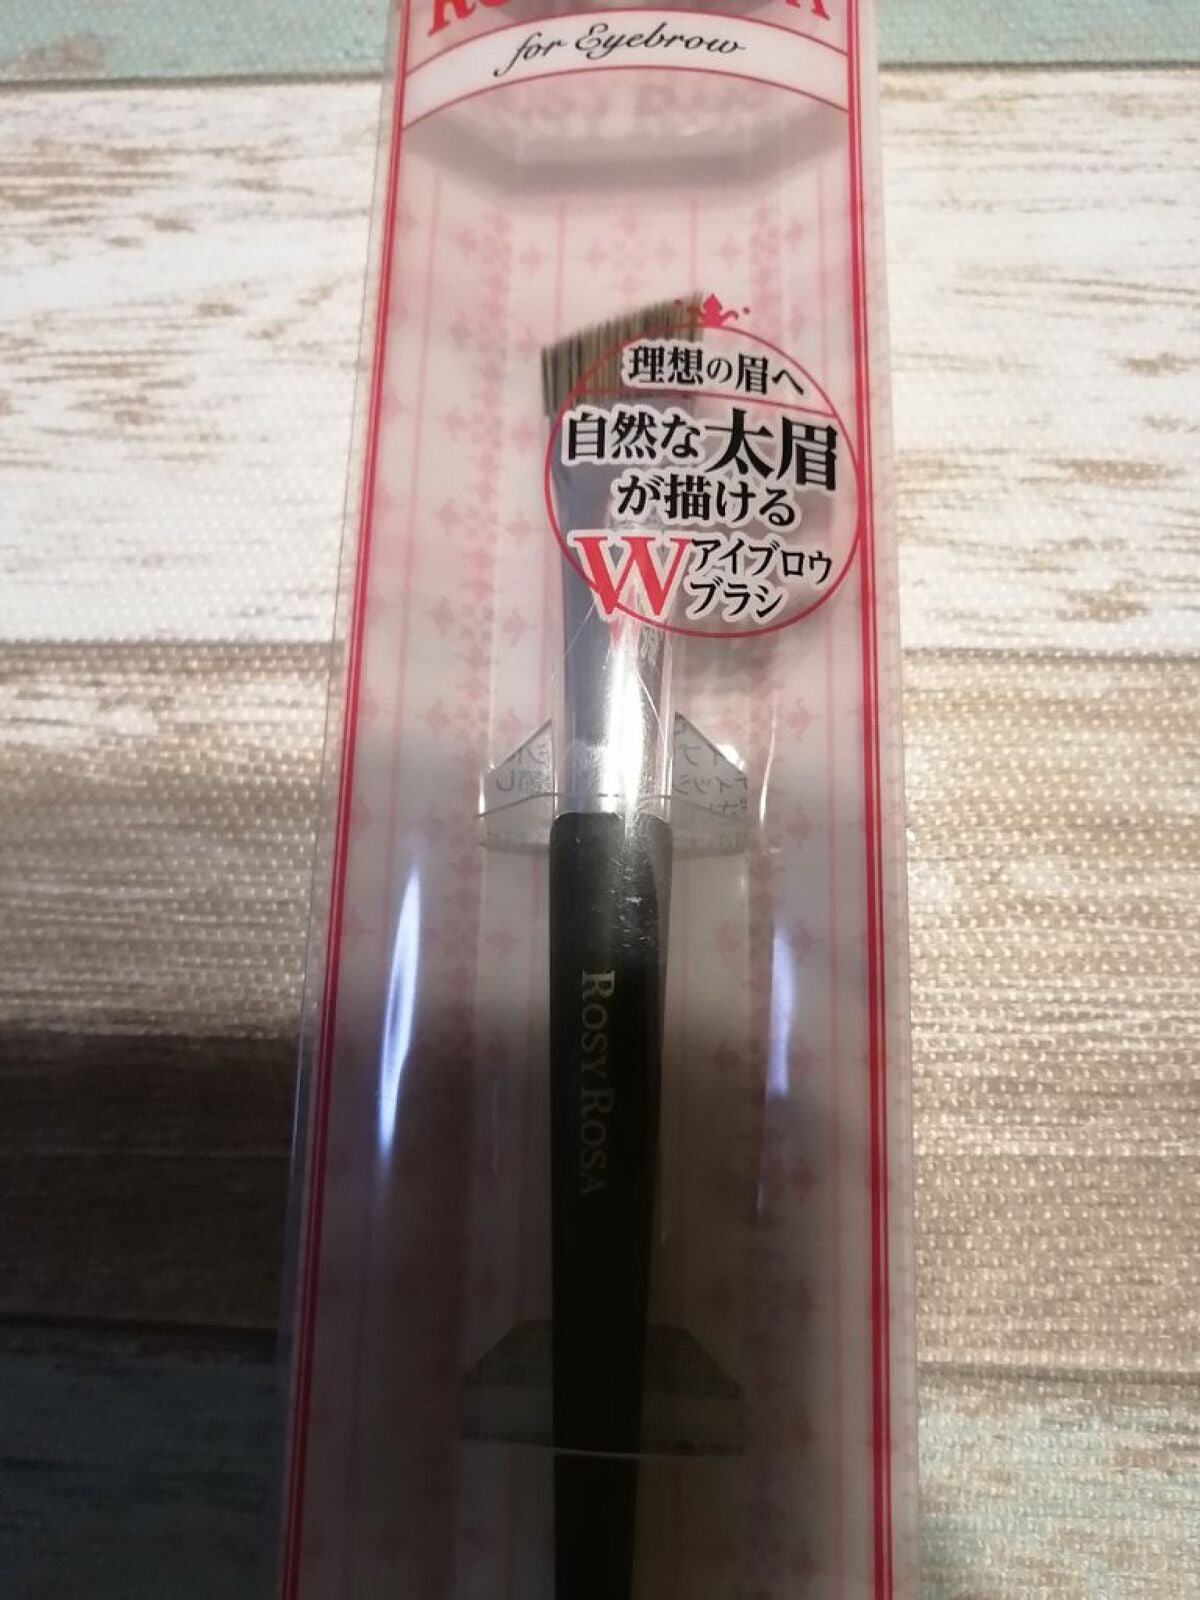 for Eyebrow
理想の眉へ
自然な太眉
が描ける
Wアイブロウ
ブラシ
ROSY ROSA